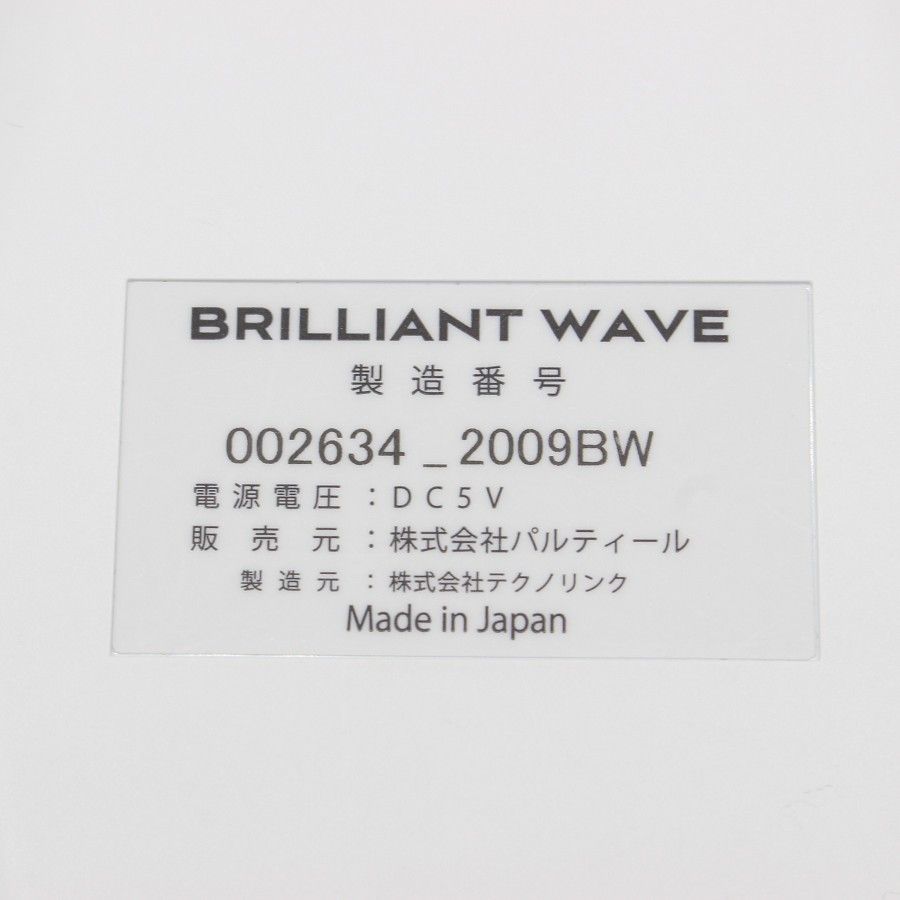 BRILLIANT WAVE
製造番号
002634_2009BW
電源電圧：DC5V
販売元：株式会社パルティール
製造元：株式会社テクノリンク
Made in Japan